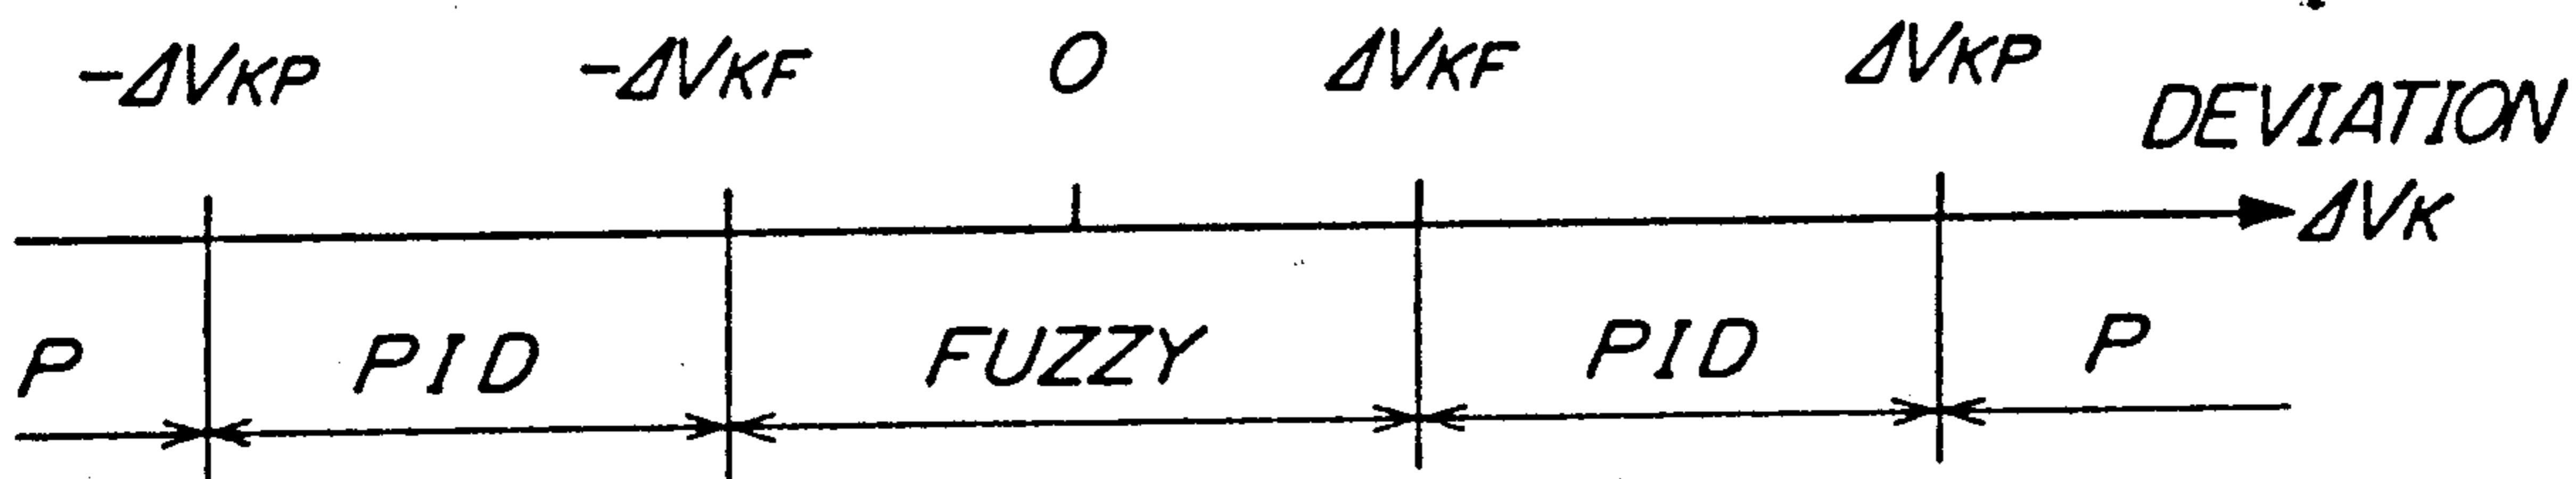 -ΔVKP -ΔVKF 0 ΔVKF ΔVKP
DEVIATION
ΔVK
P PID FUZZY PID P